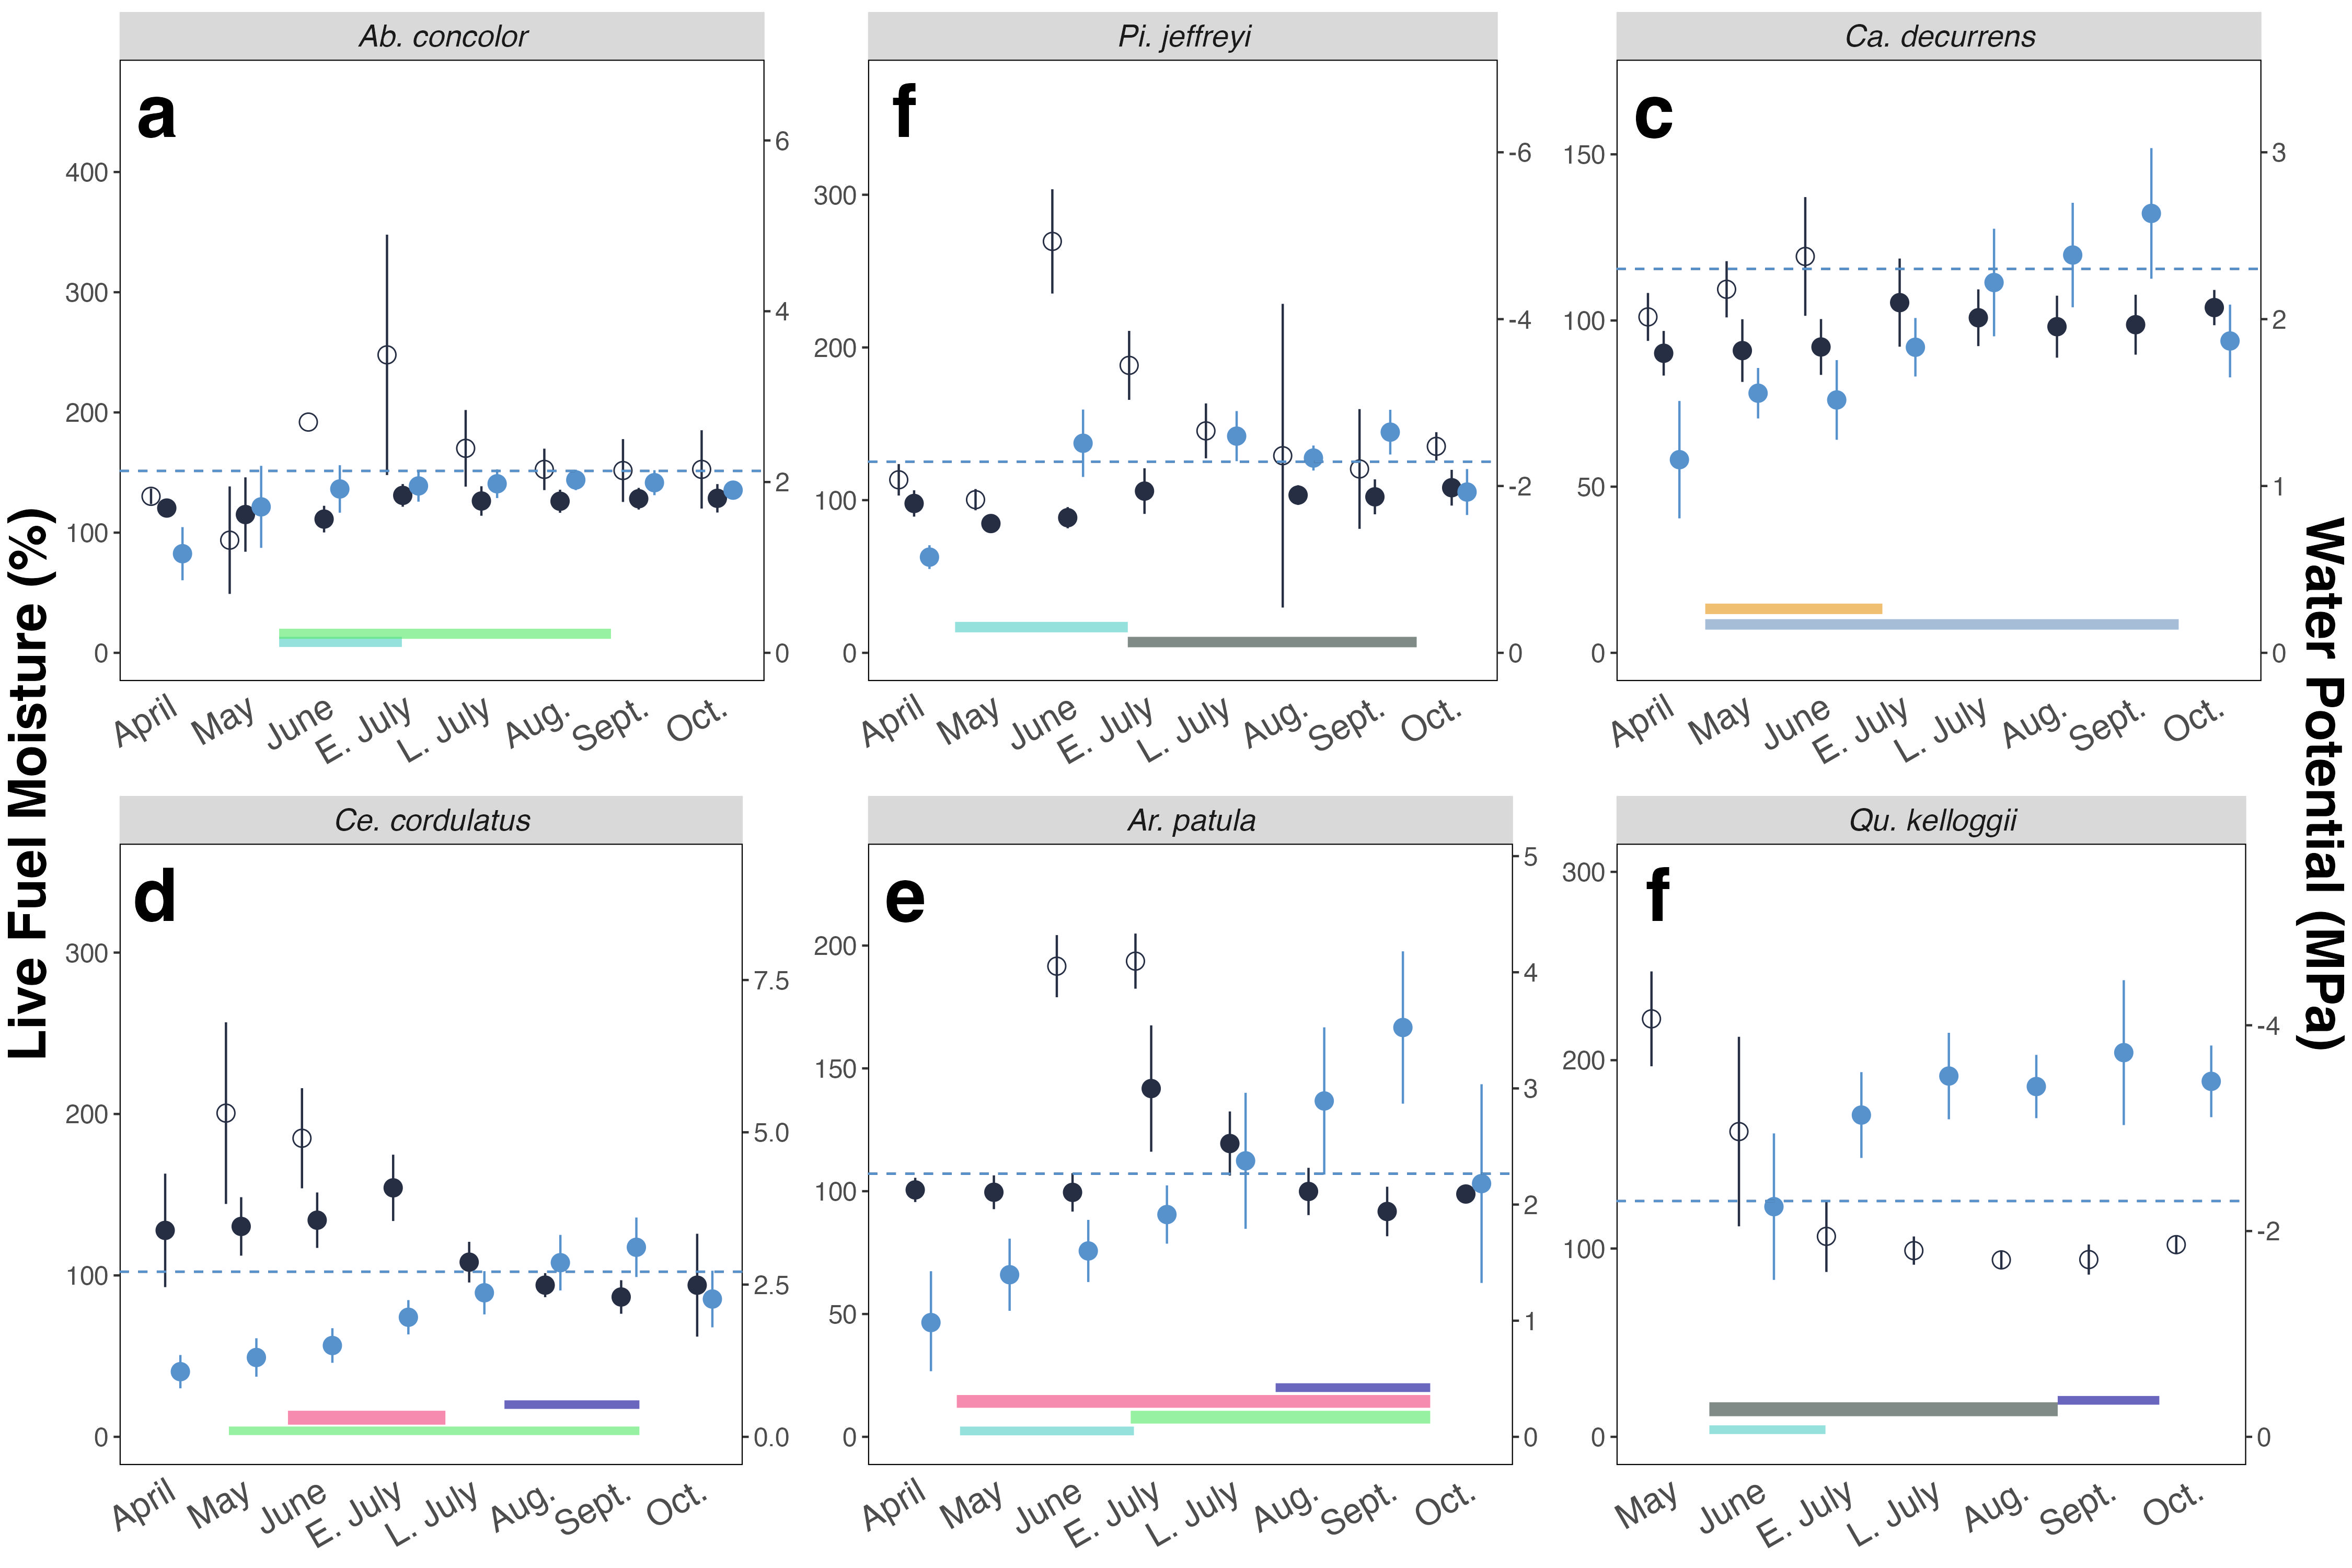 Ab. concolor
Pi. jeffreyi
Ca. decurrens
a
f
c
400
300
200
100
0
6
4
2
0
300
200
100
0
-6
-4
-2
0
150
100
50
0
3
2
1
0
April May June E. July L. July Aug. Sept. Oct.
April May June E. July L. July Aug. Sept. Oct.
April May June E. July L. July Aug. Sept. Oct.
Live Fuel Moisture (%)
Water Potential (MPa)
Ce. cordulatus
Ar. patula
Qu. kelloggii
d
e
f
300
200
100
0
7.5
5.0
2.5
0.0
200
150
100
50
0
5
4
3
2
1
0
300
200
100
0
-4
-2
0
April May June E. July L. July Aug. Sept. Oct.
April May June E. July L. July Aug. Sept. Oct.
May June E. July L. July Aug. Sept. Oct.